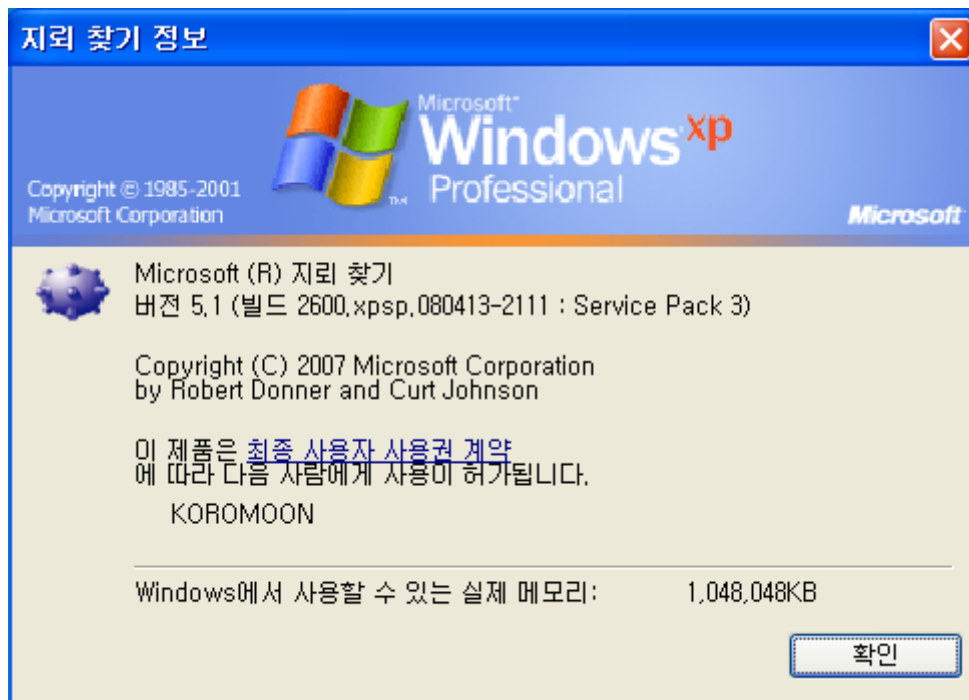 지뢰 찾기 정보
Microsoft
Windows xp
Professional
TM
Copyright © 1985-2001
Microsoft Corporation
Microsoft
Microsoft (R) 지뢰 찾기
버전 5.1 (빌드 2600.xpsp.080413-2111 : Service Pack 3)
Copyright (C) 2007 Microsoft Corporation
by Robert Donner and Curt Johnson
이 제품은 최종 사용자 사용권 계약
에 따라 다음 사람에게 사용이 허가됩니다.
KOROMOON
Windows에서 사용할 수 있는 실제 메모리: 1,048,048KB
확인